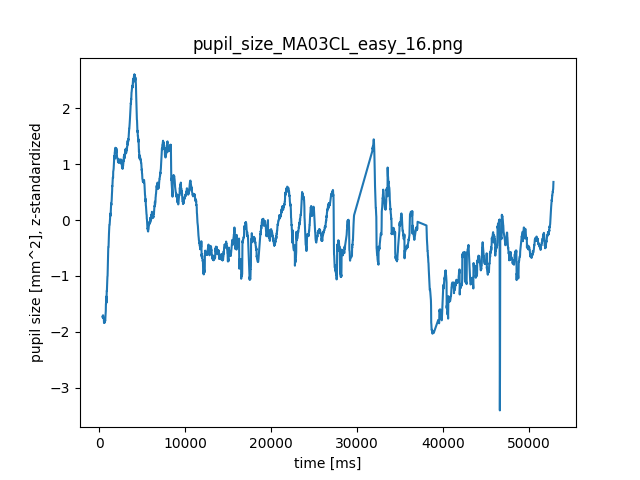 pupil_size_MA03CL_easy_16.png
pupil size [mm^2], z-standardized
2
1
0
−1
−2
−3
0 10000 20000 30000 40000 50000
time [ms]